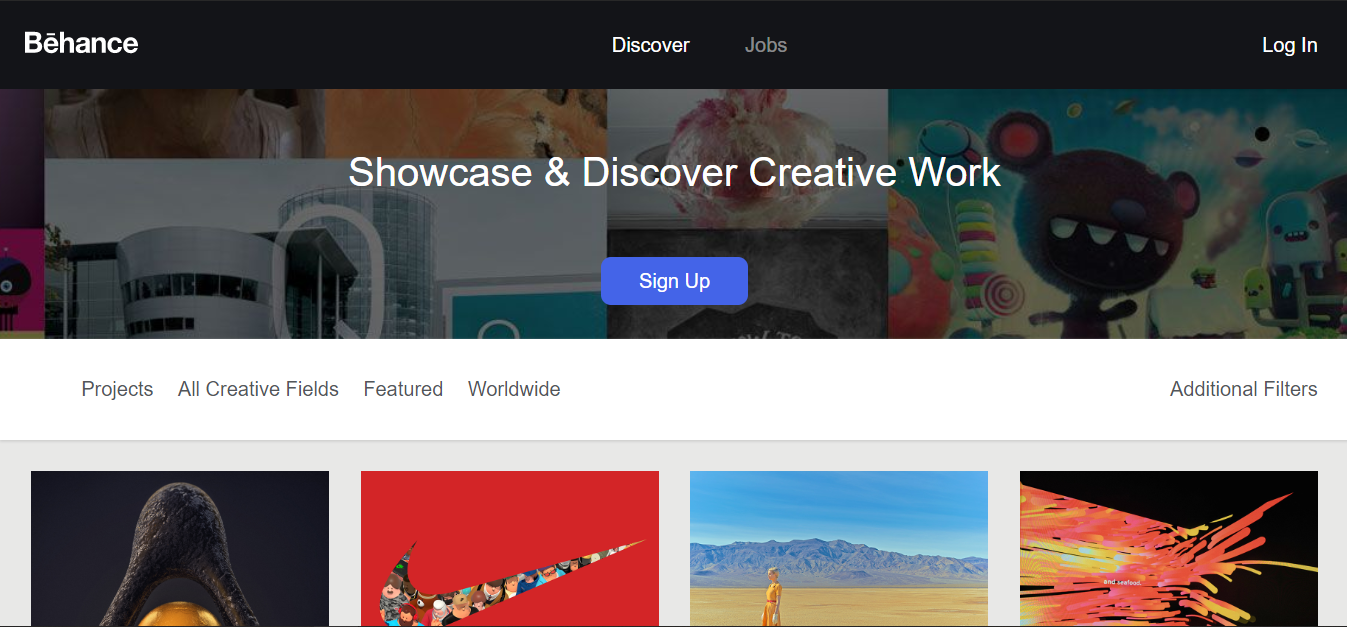 Bēhance
Discover
Jobs
Log In
Showcase & Discover Creative Work
Sign Up
Projects
All Creative Fields
Featured
Worldwide
Additional Filters
and seafood.